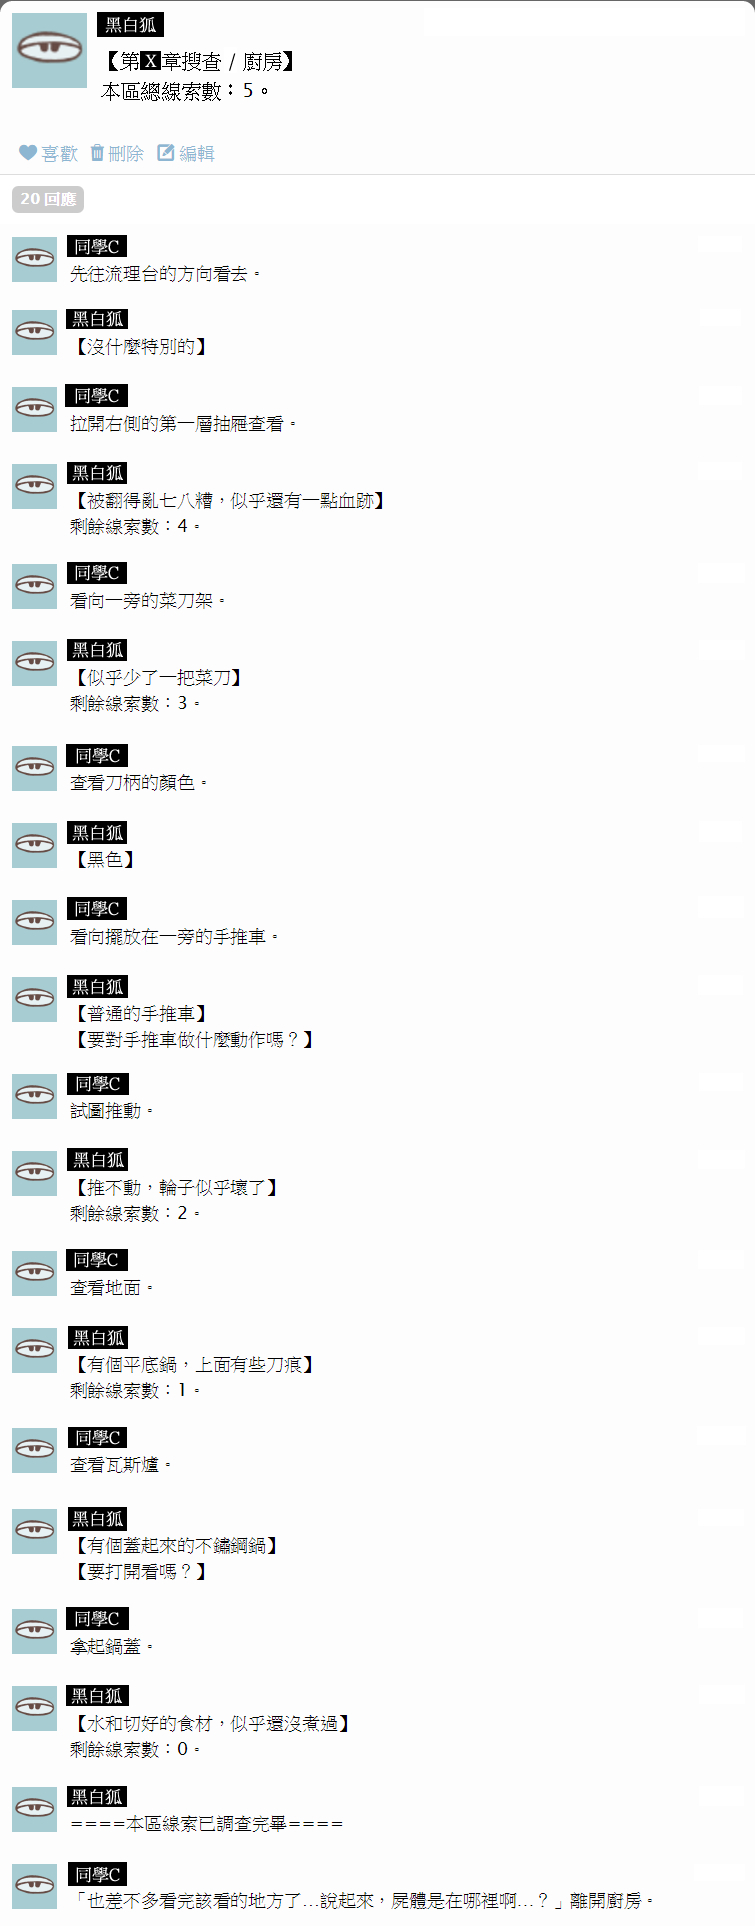 黑白狐
【第X章搜查 / 廚房】
本區總線索數：5。
喜歡 刪除 編輯
20 回應
同學C
先往流理台的方向看去。
黑白狐
【沒什麼特別的】
同學C
拉開右側的第一層抽屜查看。
黑白狐
【被翻得亂七八糟，似乎還有一點血跡】
剩餘線索數：4。
同學C
看向一旁的菜刀架。
黑白狐
【似乎少了一把菜刀】
剩餘線索數：3。
同學C
查看刀柄的顏色。
黑白狐
【黑色】
同學C
看向擺放在一旁的手推車。
黑白狐
【普通的手推車】
【要對手推車做什麼動作嗎？】
同學C
試圖推動。
黑白狐
【推不動，輪子似乎壞了】
剩餘線索數：2。
同學C
查看地面。
黑白狐
【有個平底鍋，上面有些刀痕】
剩餘線索數：1。
同學C
查看瓦斯爐。
黑白狐
【有個蓋起來的不鏽鋼鍋】
【要打開看嗎？】
同學C
拿起鍋蓋。
黑白狐
【水和切好的食材，似乎還沒煮過】
剩餘線索數：0。
黑白狐
====本區線索已調查完畢====
同學C
「也差不多看完該看的地方了...說起來，屍體是在哪裡啊...？」離開廚房。